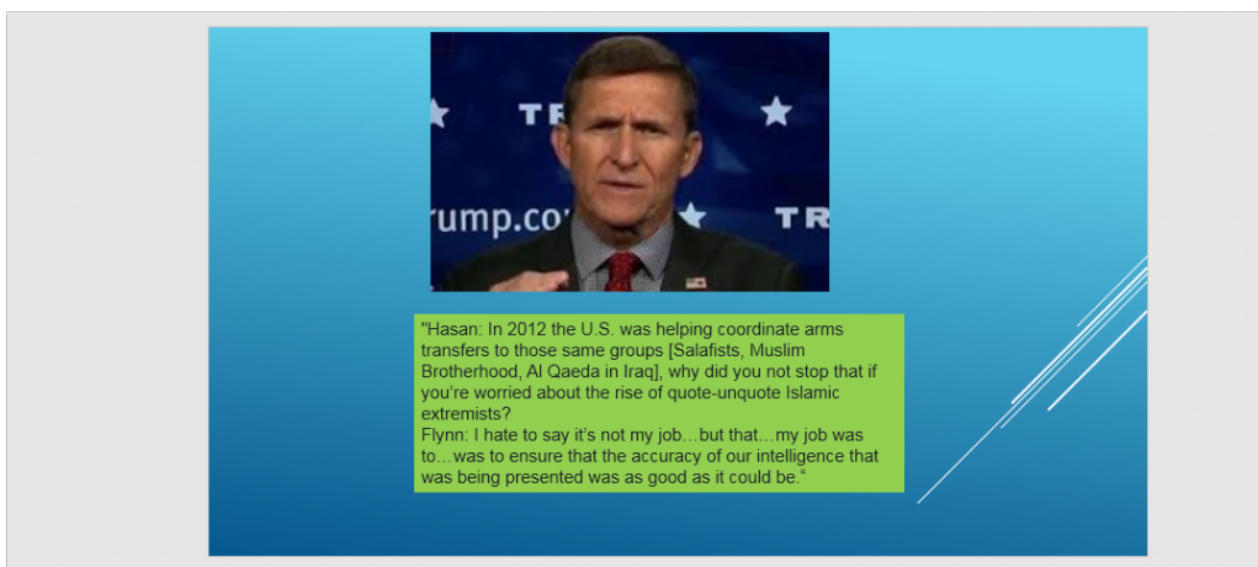 TR
rump.co
TR
"Hasan: In 2012 the U.S. was helping coordinate arms
transfers to those same groups [Salafists, Muslim
Brotherhood, Al Qaeda in Iraq], why did you not stop that if
you're worried about the rise of quote-unquote Islamic
extremists?
Flynn: I hate to say it's not my job…but that…my job was
to…was to ensure that the accuracy of our intelligence that
was being presented was as good as it could be."